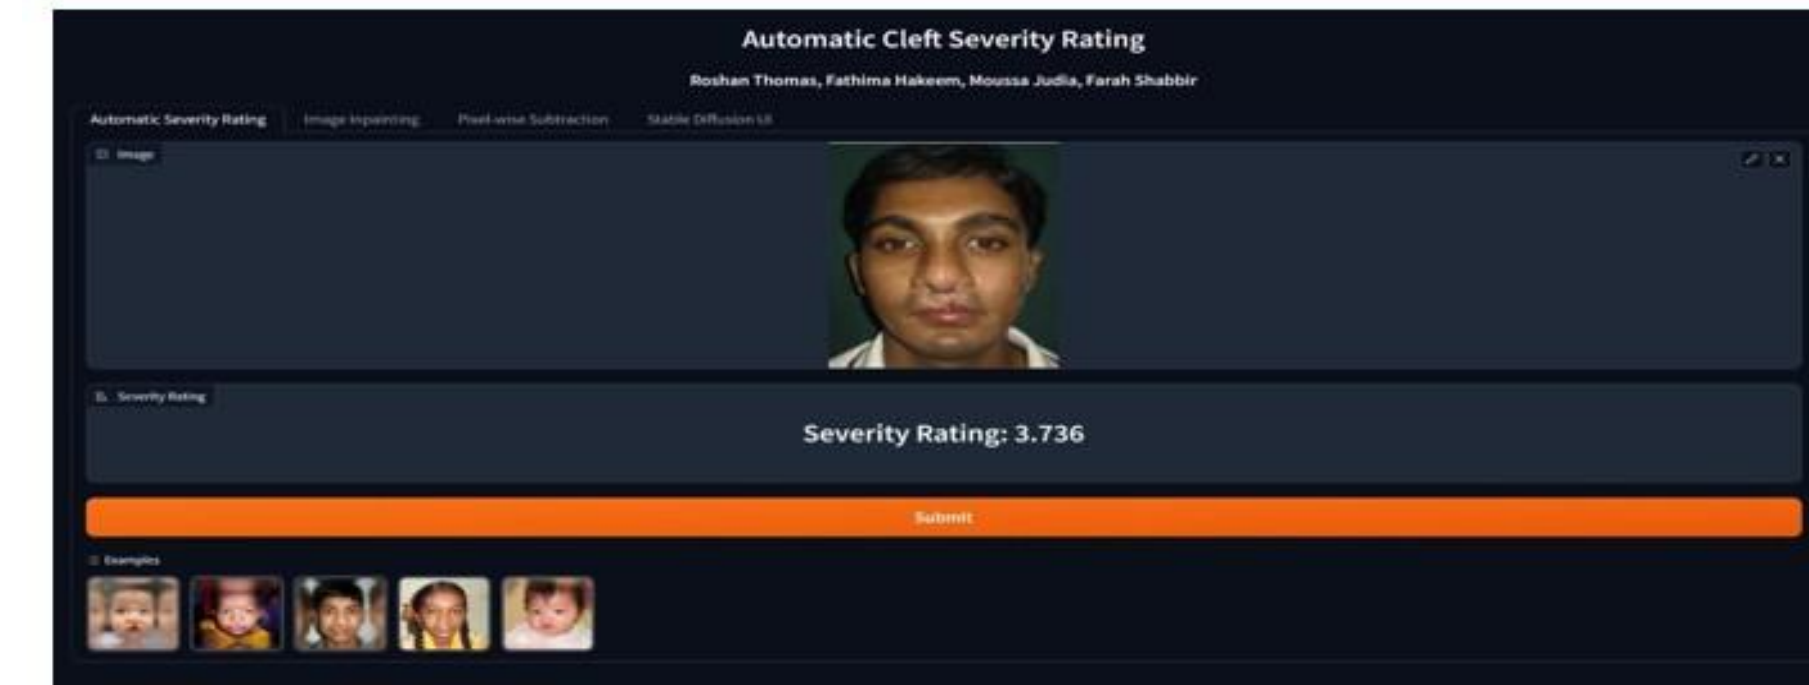 Automatic Cleft Severity Rating
Roshan Thomas, Fathima Hakeem, Moussa Judia, Farah Shabbir
Automatic Severity Rating Image Inpainting Pixel-wise Subtraction Stable Diffusion UI
Image
Severity Rating
Severity Rating: 3.736
Submit
Examples